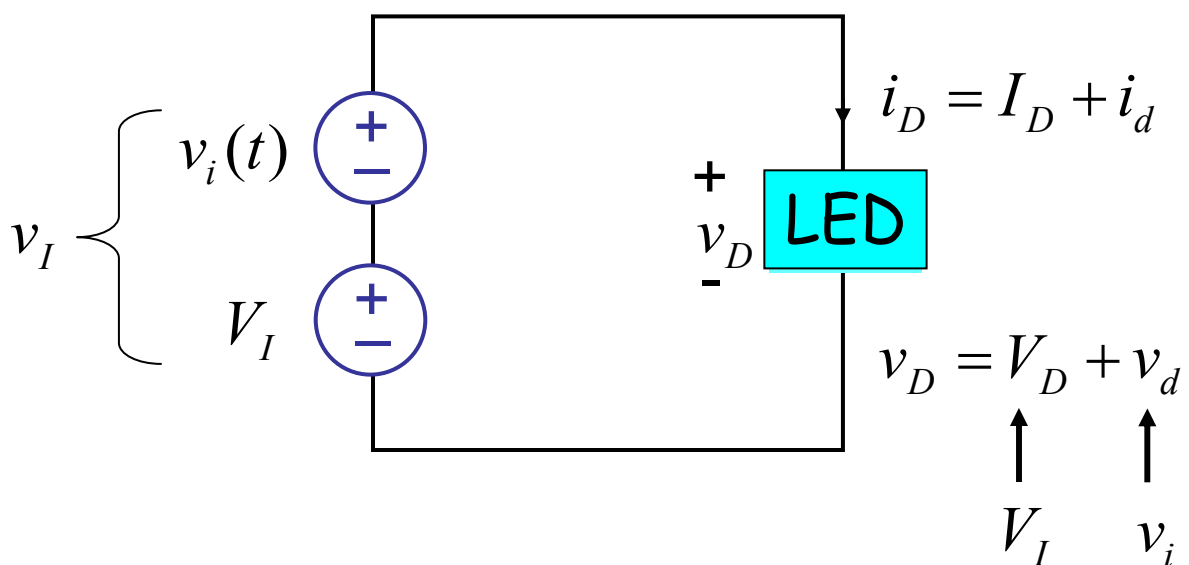 i_D = I_D + i_d
+
v_i(t)
−
+
v_D
-
LED
v_I
+
V_I
−
v_D = V_D + v_d
V_I v_i